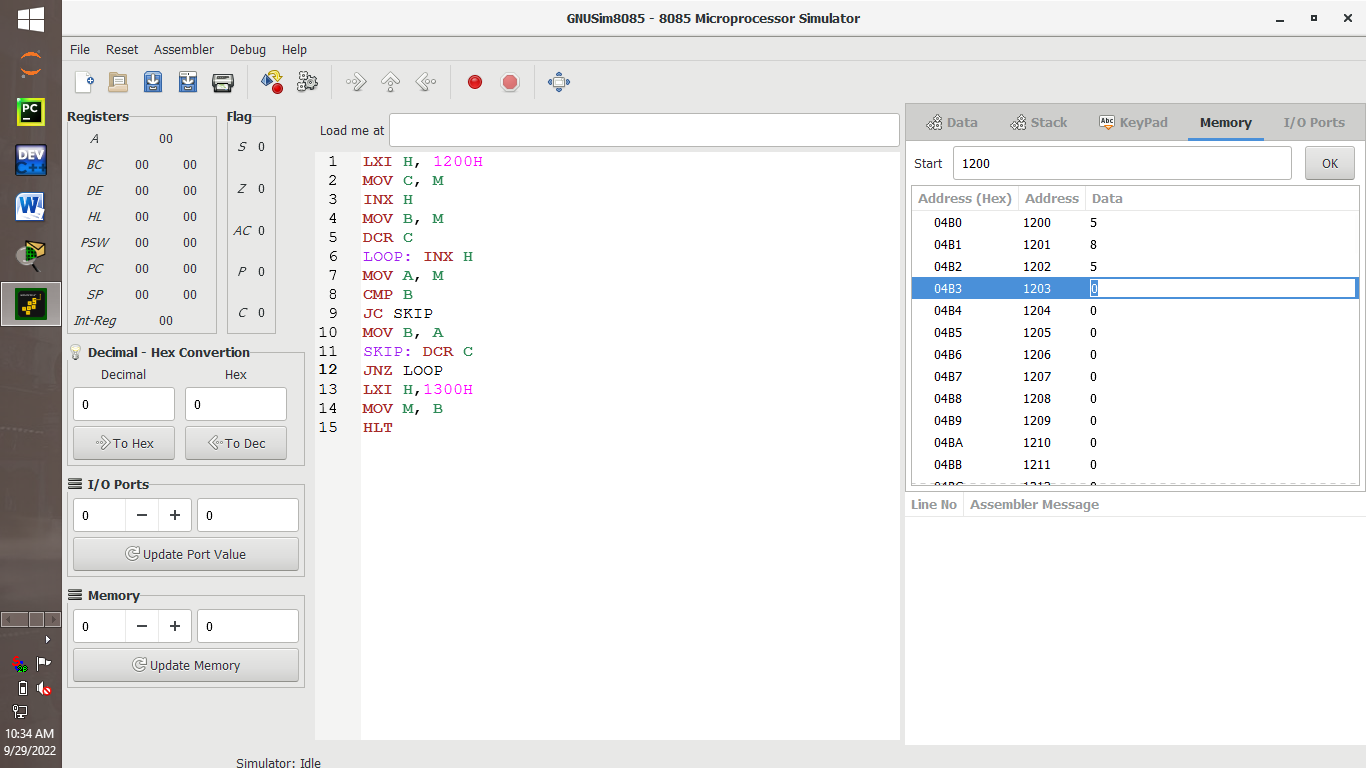 GNUSim8085 - 8085 Microprocessor Simulator
File Reset Assembler Debug Help
Registers
A 00
BC 00 00
DE 00 00
HL 00 00
PSW 00 00
PC 00 00
SP 00 00
Int-Reg 00
Flag
S 0
Z 0
AC 0
P 0
C 0
Decimal - Hex Convertion
Decimal Hex
0 0
To Hex To Dec
I/O Ports
0 0
Update Port Value
Memory
0 0
Update Memory
Load me at
1 LXI H, 1200H
2 MOV C, M
3 INX H
4 MOV B, M
5 DCR C
6 LOOP: INX H
7 MOV A, M
8 CMP B
9 JC SKIP
10 MOV B, A
11 SKIP: DCR C
12 JNZ LOOP
13 LXI H,1300H
14 MOV M, B
15 HLT
Data Stack Abc KeyPad Memory I/O Ports
Start 1200 OK
Address (Hex) Address Data
04B0 1200 5
04B1 1201 8
04B2 1202 5
04B3 1203 0
04B4 1204 0
04B5 1205 0
04B6 1206 0
04B7 1207 0
04B8 1208 0
04B9 1209 0
04BA 1210 0
04BB 1211 0
Line No Assembler Message
Simulator: Idle
PC
DEV
C++
W
10:34 AM
9/29/2022